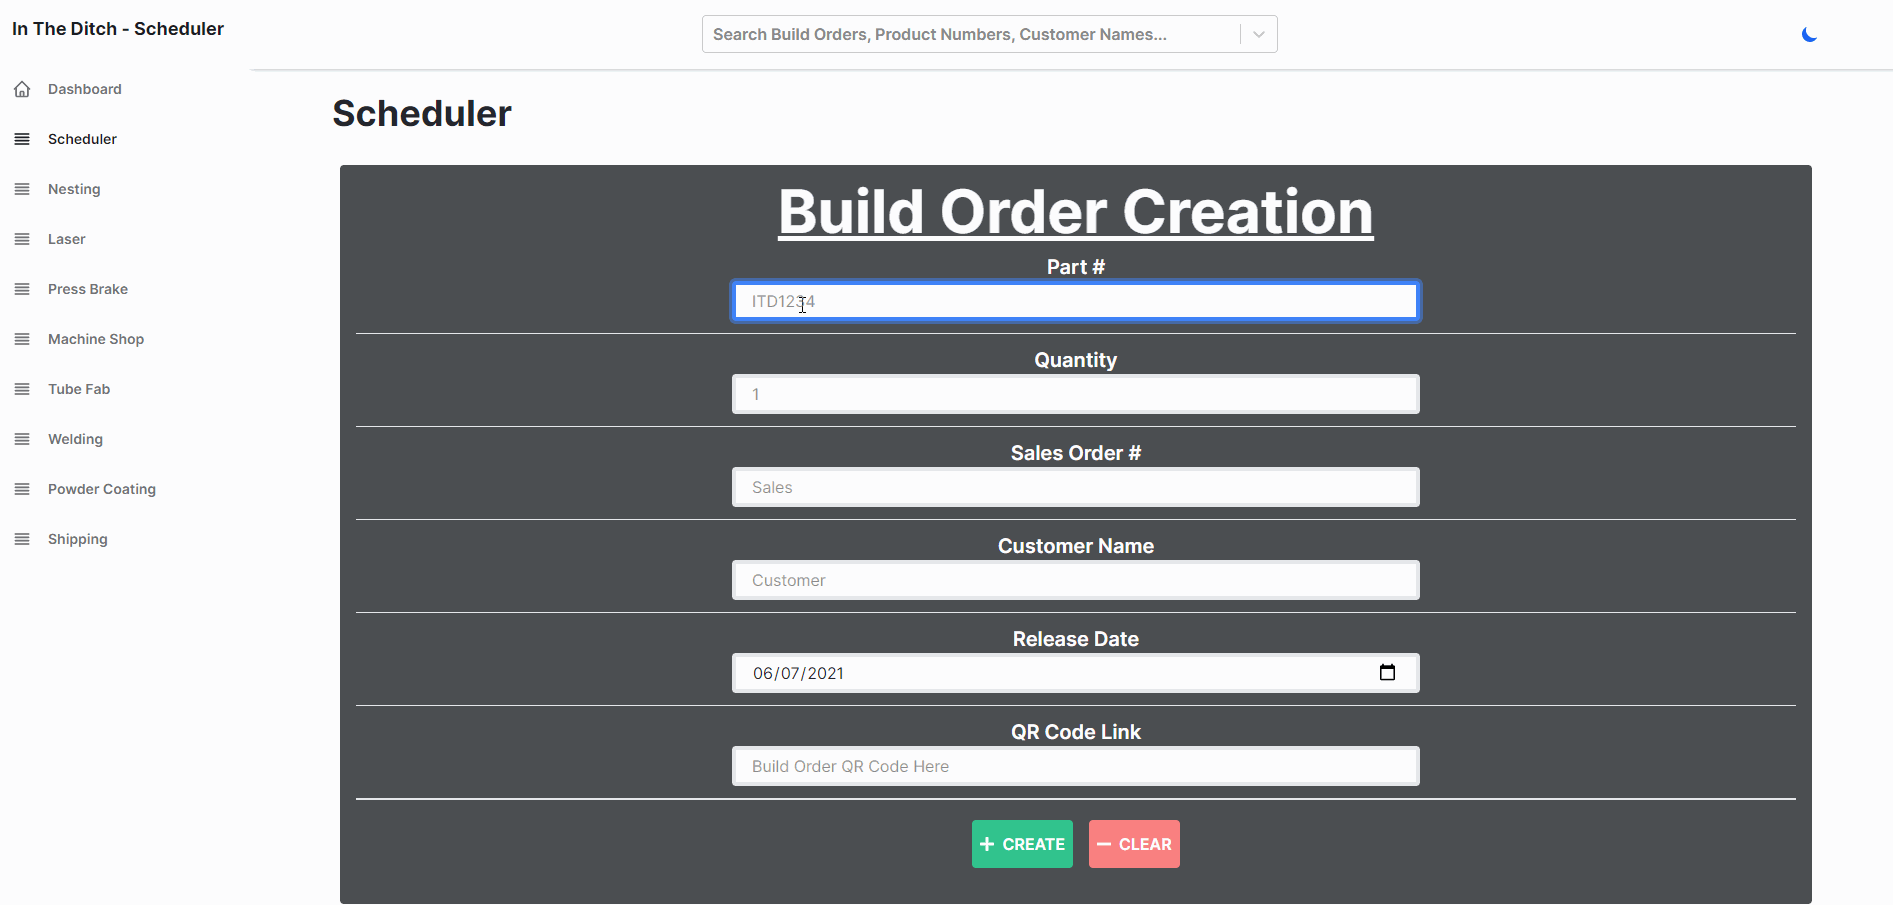 In The Ditch - Scheduler
Search Build Orders, Product Numbers, Customer Names...
Dashboard
Scheduler
Nesting
Laser
Press Brake
Machine Shop
Tube Fab
Welding
Powder Coating
Shipping
Scheduler
Build Order Creation
Part #
ITD1234
Quantity
1
Sales Order #
Sales
Customer Name
Customer
Release Date
06/07/2021
QR Code Link
Build Order QR Code Here
+ CREATE
− CLEAR